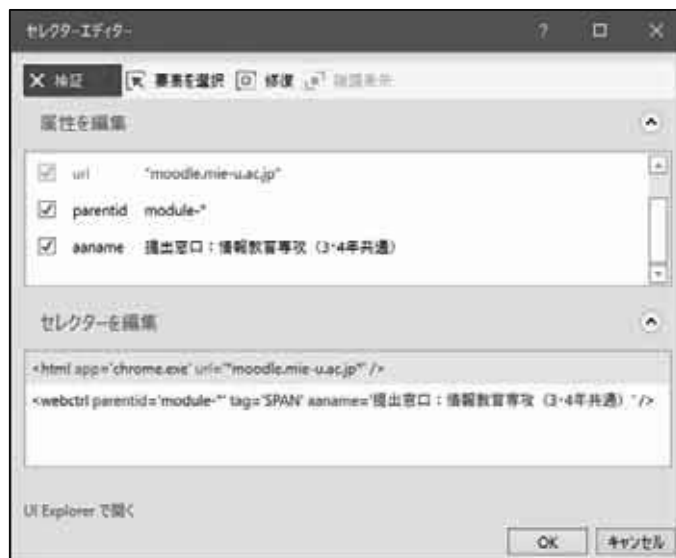 セレクターエディター
検証 要素を選択 修復 強調表示
属性を編集
url "moodle.mie-u.ac.jp"
parentid module-*
aaname 提出窓口：情報教育専攻（3・4年共通）
セレクターを編集
<html app='chrome.exe' url='*moodle.mie-u.ac.jp*' />
<webctrl parentid='module-*' tag='SPAN' aaname='提出窓口：情報教育専攻（3・4年共通） ' />
UI Explorer で開く
OK キャンセル